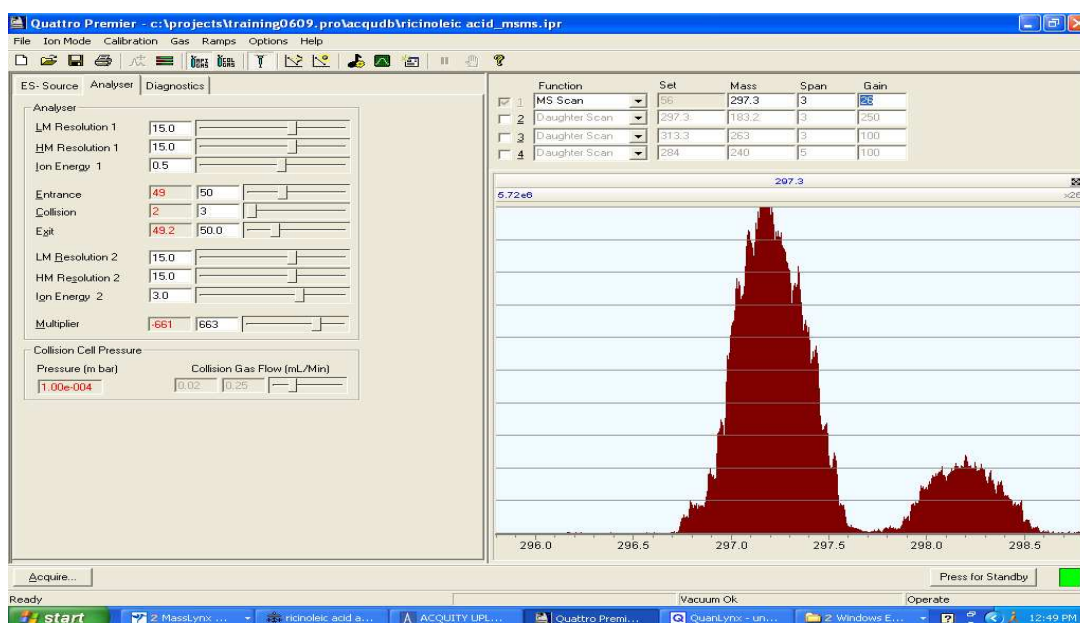 Quattro Premier - c:\projects\training0609.pro\acqudb\ricinoleic acid_msms.ipr
File Ion Mode Calibration Gas Ramps Options Help
ES- Source Analyser Diagnostics
Analyser
LM Resolution 1 15.0
HM Resolution 1 15.0
Ion Energy 1 0.5
Entrance 49 50
Collision 2 3
Exit 49.2 50.0
LM Resolution 2 15.0
HM Resolution 2 15.0
Ion Energy 2 3.0
Multiplier -661 663
Collision Cell Pressure
Pressure (m bar) Collision Gas Flow (mL/Min)
1.00e-004 0.02 0.25
Function Set Mass Span Gain
1 MS Scan 56 297.3 3 26
2 Daughter Scan 297.3 183.2 3 250
3 Daughter Scan 313.3 263 3 100
4 Daughter Scan 284 240 5 100
297.3
5.72e6 x26
296.0 296.5 297.0 297.5 298.0 298.5
Acquire... Press for Standby
Ready Vacuum Ok Operate
start 2 MassLynx ... ricinoleic acid a... ACQUITY UPL... Quattro Premi... QuanLynx - un... 2 Windows E... 12:49 PM